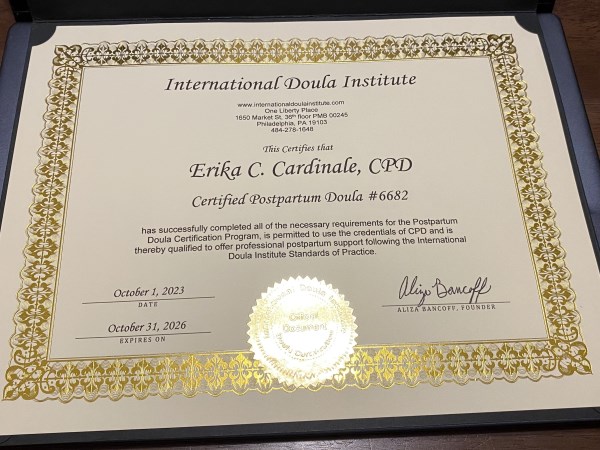 International Doula Institute
www.internationaldoulainstitute.com
One Liberty Place
1650 Market St, 36th floor PMB 00245
Philadelphia, PA 19103
484-278-1648
This Certifies that
Erika C. Cardinale, CPD
Certified Postpartum Doula #6682
has successfully completed all of the necessary requirements for the Postpartum
Doula Certification Program, is permitted to use the credentials of CPD and is
thereby qualified to offer professional postpartum support following the International
Doula Institute Standards of Practice.
October 1, 2023
DATE
Aliza Bancoff
ALIZA BANCOFF, FOUNDER
October 31, 2026
EXPIRES ON
Official
Document